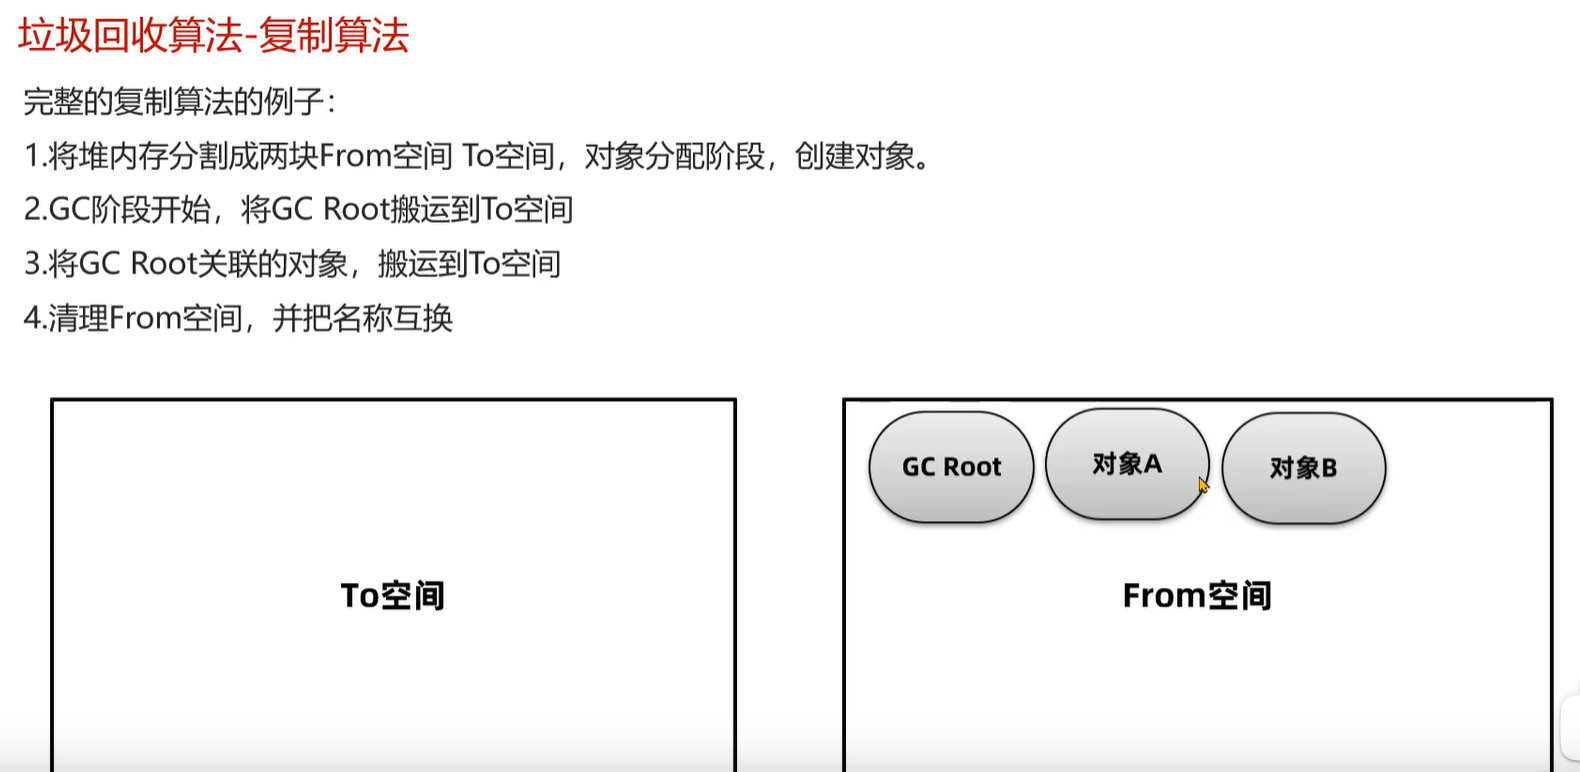 垃圾回收算法-复制算法
完整的复制算法的例子：
1.将堆内存分割成两块From空间 To空间，对象分配阶段，创建对象。
2.GC阶段开始，将GC Root搬运到To空间
3.将GC Root关联的对象，搬运到To空间
4.清理From空间，并把名称互换
GC Root
对象A
对象B
To空间
From空间